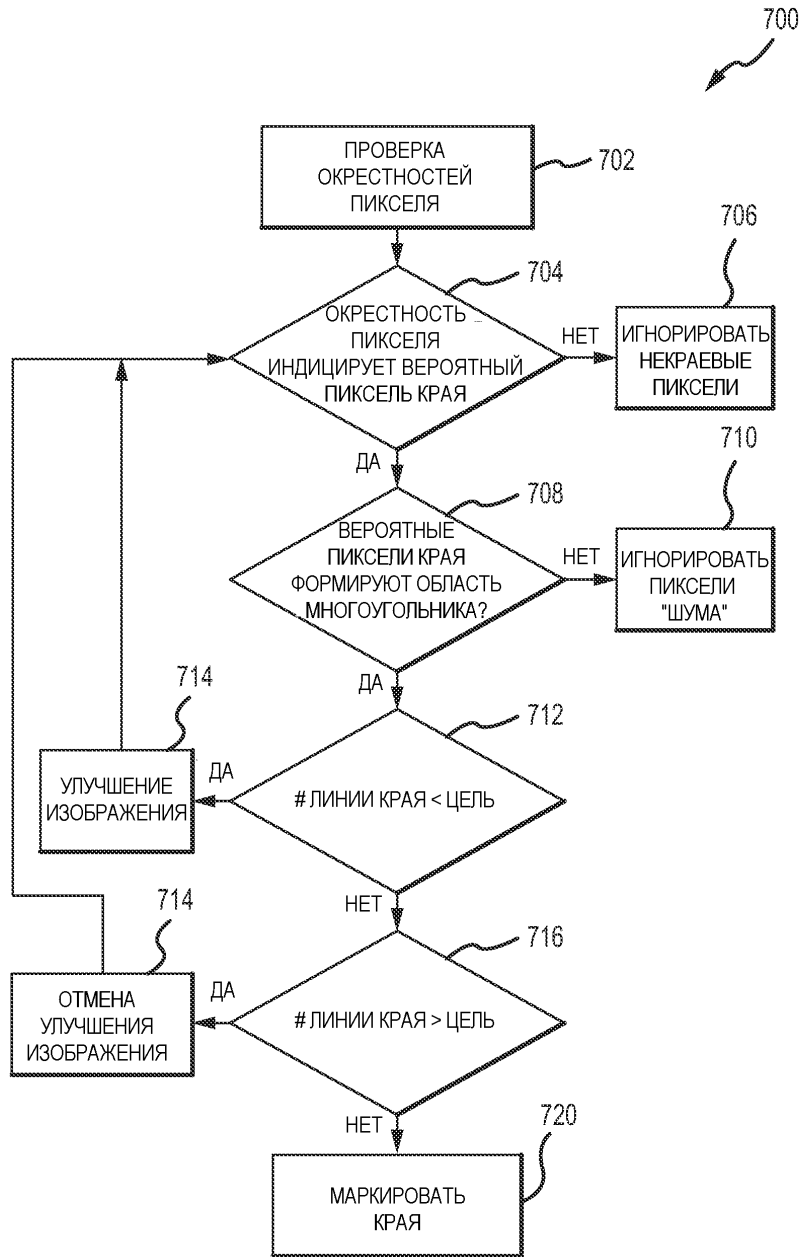 700
ПРОВЕРКА
ОКРЕСТНОСТЕЙ
ПИКСЕЛЯ
702
704
ОКРЕСТНОСТЬ
ПИКСЕЛЯ
ИНДИЦИРУЕТ ВЕРОЯТНЫЙ
ПИКСЕЛЬ КРАЯ
НЕТ
706
ИГНОРИРОВАТЬ
НЕКРАЕВЫЕ
ПИКСЕЛИ
ДА
708
ВЕРОЯТНЫЕ
ПИКСЕЛИ КРАЯ
ФОРМИРУЮТ ОБЛАСТЬ
МНОГОУГОЛЬНИКА?
НЕТ
710
ИГНОРИРОВАТЬ
ПИКСЕЛИ
"ШУМА"
ДА
712
# ЛИНИИ КРАЯ < ЦЕЛЬ
ДА
714
УЛУЧШЕНИЕ
ИЗОБРАЖЕНИЯ
НЕТ
716
# ЛИНИИ КРАЯ > ЦЕЛЬ
ДА
714
ОТМЕНА
УЛУЧШЕНИЯ
ИЗОБРАЖЕНИЯ
НЕТ
720
МАРКИРОВАТЬ
КРАЯ